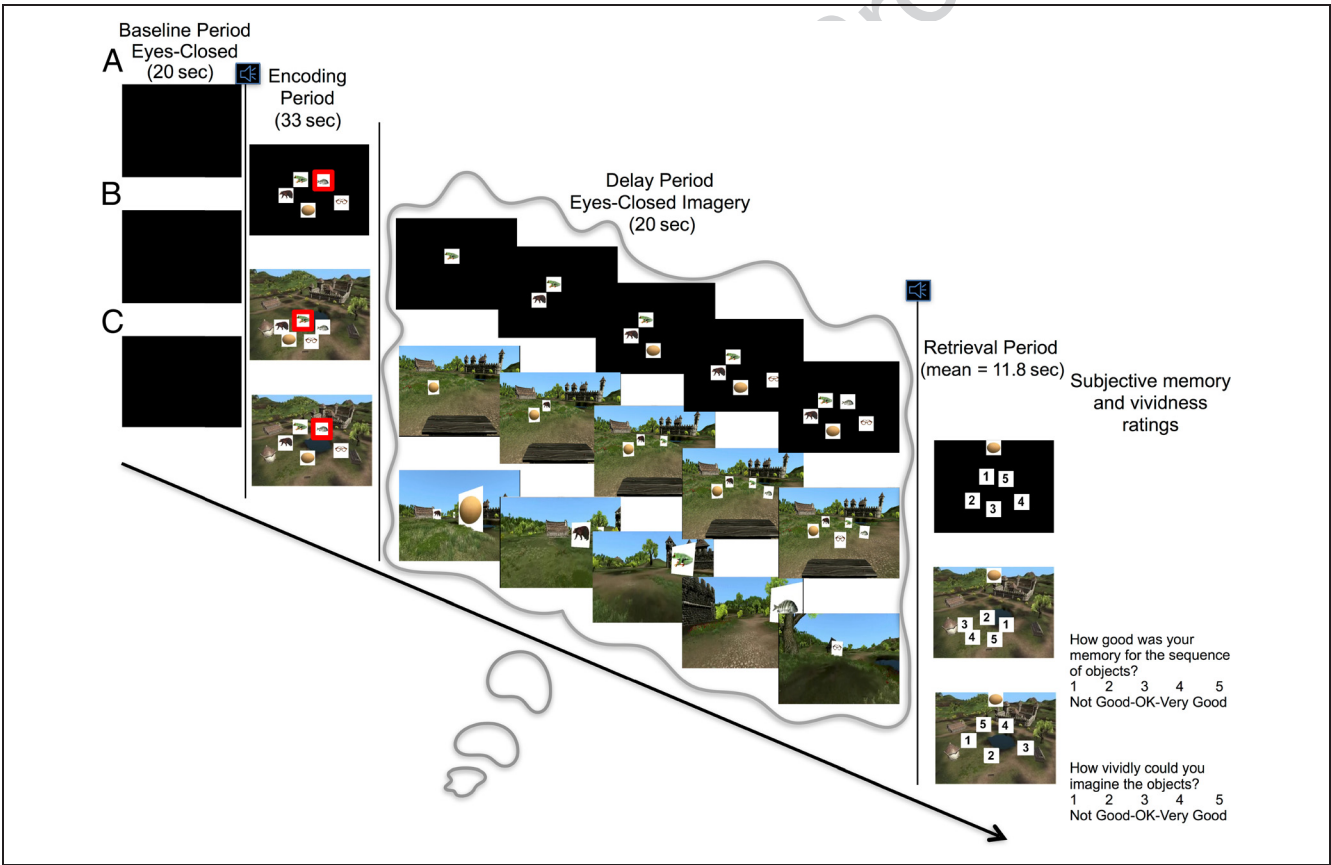 Baseline Period
Eyes-Closed
(20 sec)
A
B
C
Encoding
Period
(33 sec)
Delay Period
Eyes-Closed Imagery
(20 sec)
Retrieval Period
(mean = 11.8 sec)
Subjective memory
and vividness
ratings
1 5
2 3 4
2
3 1
4 5
5 4
1 3
2
How good was your
memory for the sequence
of objects?
1 2 3 4 5
Not Good-OK-Very Good
How vividly could you
imagine the objects?
1 2 3 4 5
Not Good-OK-Very Good